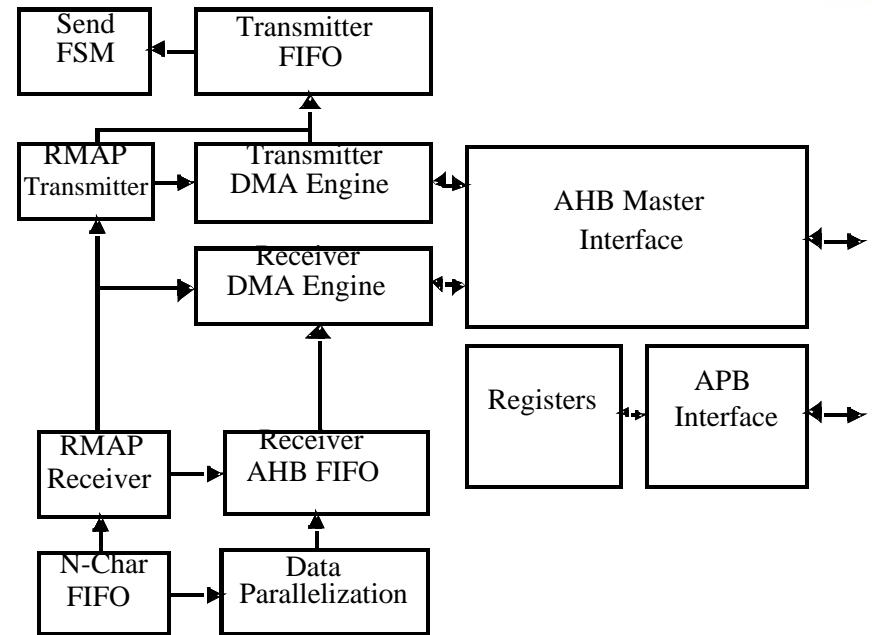 Send
FSM
Transmitter
FIFO
RMAP
Transmitter
Transmitter
DMA Engine
AHB Master
Interface
Receiver
DMA Engine
Registers
APB
Interface
RMAP
Receiver
Receiver
AHB FIFO
N-Char
FIFO
Data
Parallelization